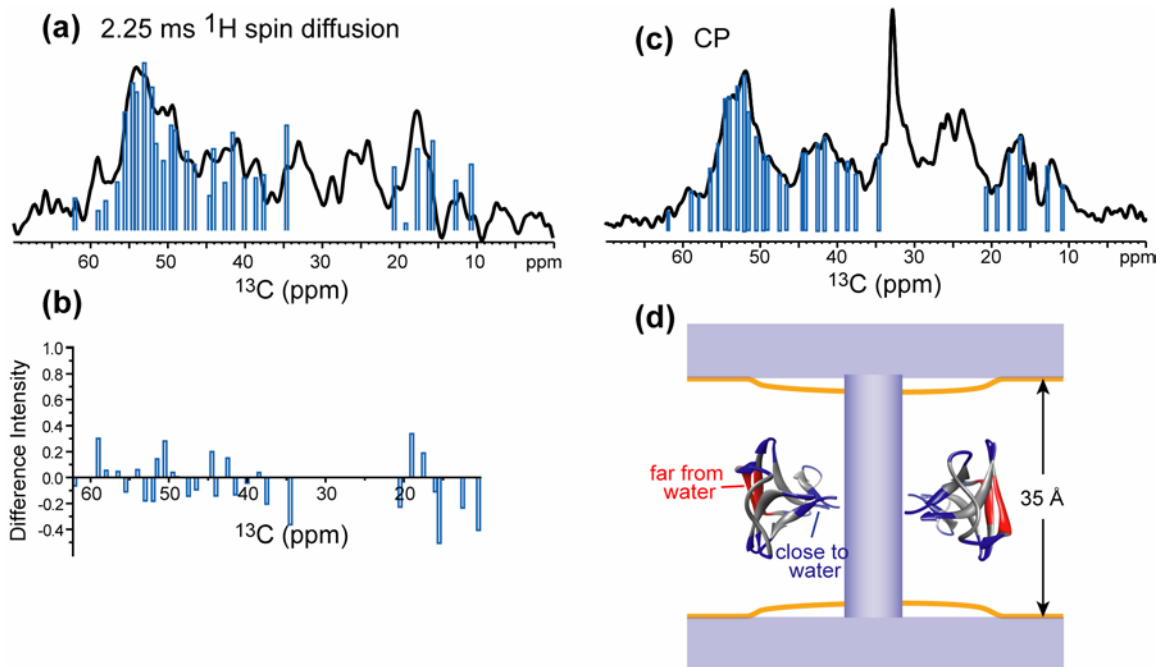 (a) 2.25 ms ¹H spin diffusion
60 50 40 30 20 10 ppm
¹³C (ppm)
(b)
Difference Intensity
1.0
0.8
0.6
0.4
0.2
0.0
-0.2
-0.4
60 50 40 30 20
¹³C (ppm)
(c) CP
60 50 40 30 20 10 ppm
¹³C (ppm)
(d)
far from
water
close to
water
35 Å